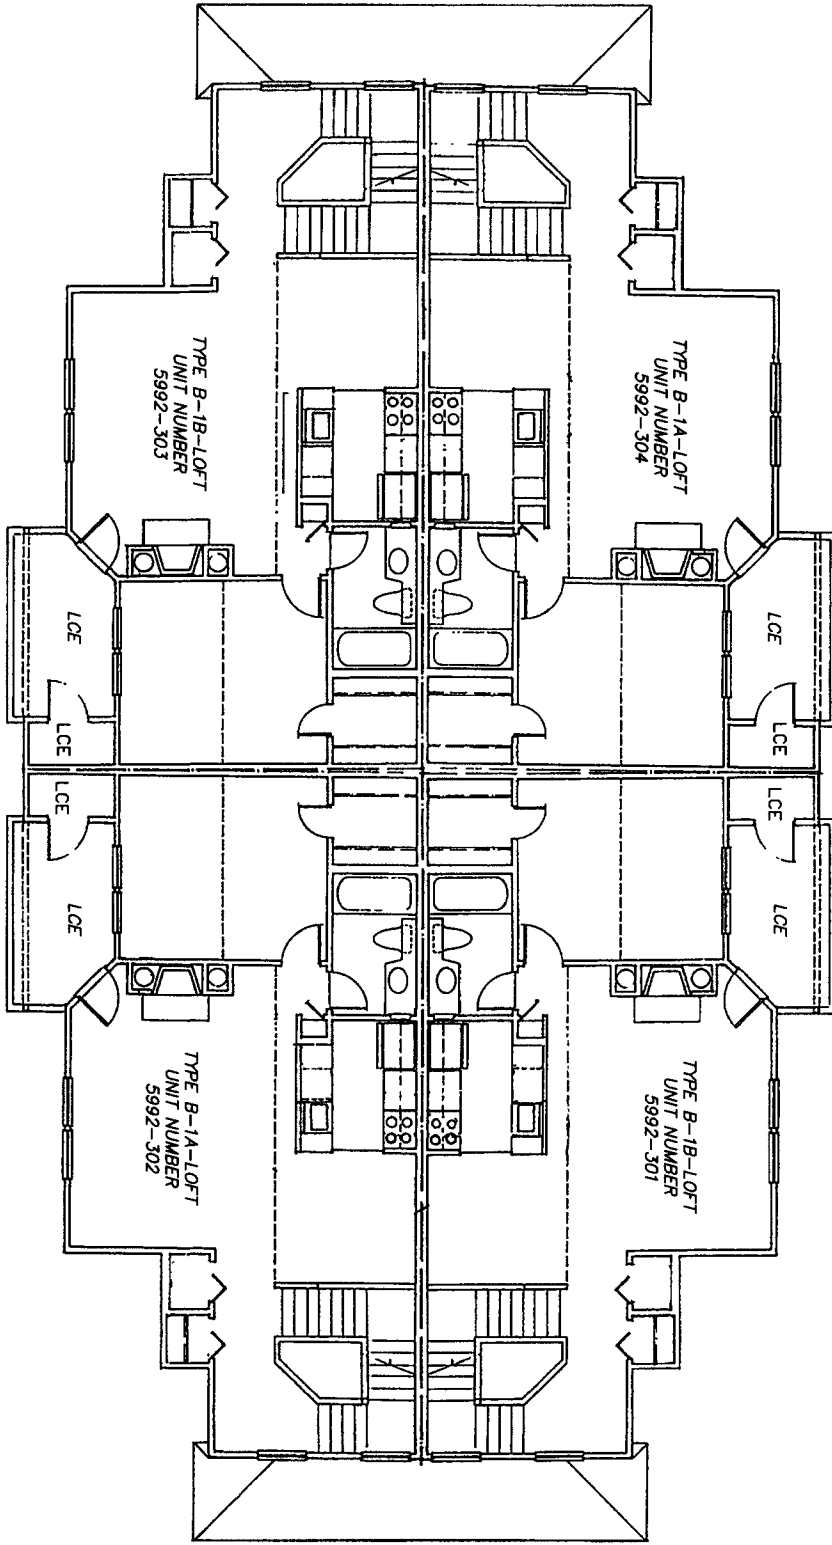 TYPE B-1B-LOFT
UNIT NUMBER
5992-303
TYPE B-1A-LOFT
UNIT NUMBER
5992-304
LCE
LCE
LCE
LCE
LCE
LCE
LCE
LCE
TYPE B-1A-LOFT
UNIT NUMBER
5992-302
TYPE B-1B-LOFT
UNIT NUMBER
5992-301